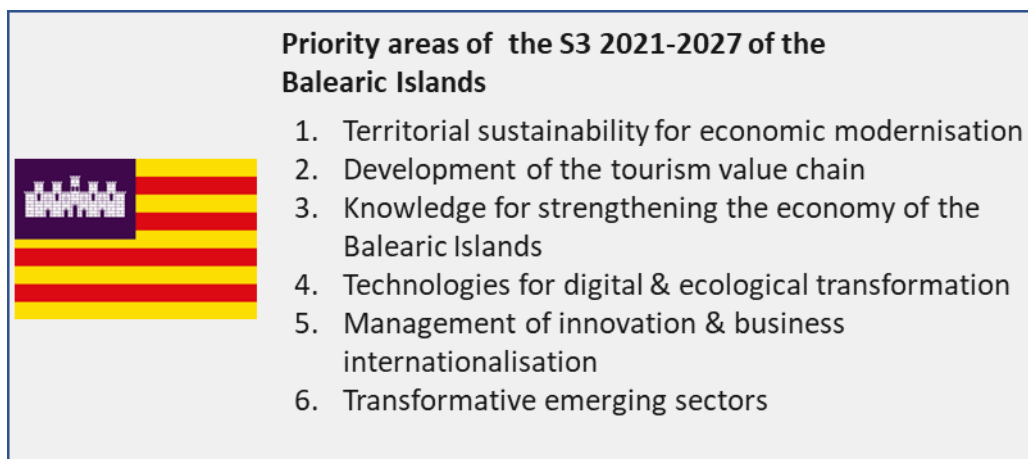 Priority areas of the S3 2021-2027 of the
Balearic Islands
1. Territorial sustainability for economic modernisation
2. Development of the tourism value chain
3. Knowledge for strengthening the economy of the
Balearic Islands
4. Technologies for digital & ecological transformation
5. Management of innovation & business
internationalisation
6. Transformative emerging sectors